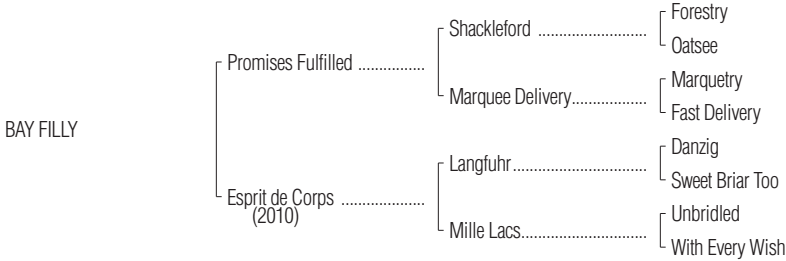 Forestry
Shackleford ..........................
Oatsee
Promises Fulfilled ................
Marquetry
Marquee Delivery..................
Fast Delivery
BAY FILLY
Danzig
Langfuhr................................
Sweet Briar Too
Esprit de Corps ....................
(2010)
Unbridled
Mille Lacs..............................
With Every Wish